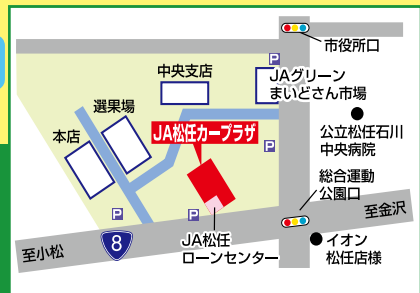 市役所口
P
中央支店
JAグリーン
まいどさん市場
選果場
本店
JA松任カープラザ
公立松任石川
中央病院
P
総合運動
公園口
P
P
至金沢
至小松
8
JA松任
ローンセンター
イオン
松任店様